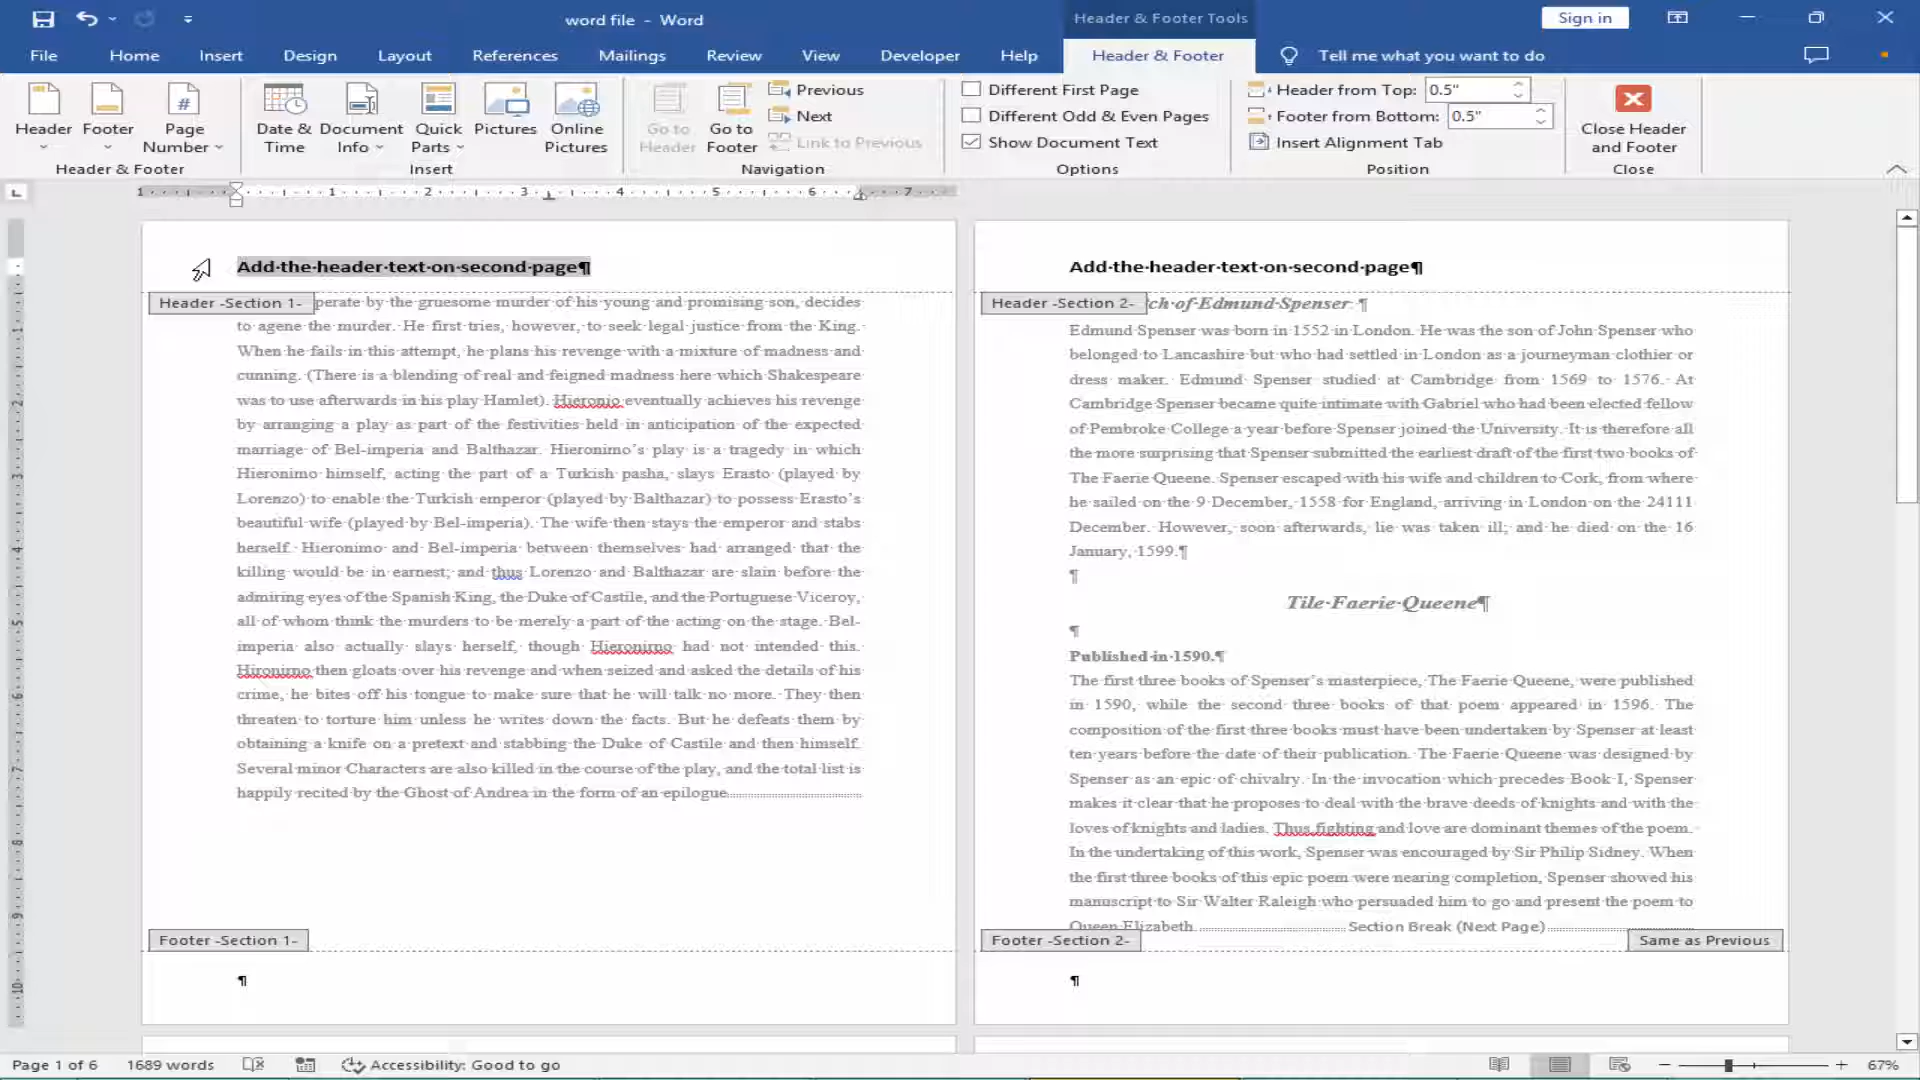 word file - Word
Header & Footer Tools
Sign in
File Home Insert Design Layout References Mailings Review View Developer Help Header & Footer Tell me what you want to do
Header Footer Page Number
Header & Footer
Date & Time Document Info Quick Parts Pictures Online Pictures
Insert
Go to Header Go to Footer Previous Next Link to Previous
Navigation
Different First Page
Different Odd & Even Pages
Show Document Text
Options
Header from Top: 0.5"
Footer from Bottom: 0.5"
Insert Alignment Tab
Position
Close Header and Footer
Close
1 1 2 3 4 5 6 7
Add·the·header·text·on·second·page¶
Header -Section 1-
perate by the gruesome murder of his young and promising son, decides
to agene the murder. He first tries, however, to seek legal justice from the King.
When he fails in this attempt, he plans his revenge with a mixture of madness and
cunning. (There is a blending of real and feigned madness here which Shakespeare
was to use afterwards in his play Hamlet). Hieronio eventually achieves his revenge
by arranging a play as part of the festivities held in anticipation of the expected
marriage of Bel-imperia and Balthazar. Hieronimo's play is a tragedy in which
Hieronimo himself, acting the part of a Turkish pasha, slays Erasto (played by
Lorenzo) to enable the Turkish emperor (played by Balthazar) to possess Erasto's
beautiful wife (played by Bel-imperia). The wife then stays the emperor and stabs
herself. Hieronimo and Bel-imperia between themselves had arranged that the
killing would be in earnest; and thus Lorenzo and Balthazar are slain before the
admiring eyes of the Spanish King, the Duke of Castile, and the Portuguese Viceroy,
all of whom think the murders to be merely a part of the acting on the stage. Bel-
imperia also actually slays herself, though Hieronirno had not intended this.
Hironirno then gloats over his revenge and when seized and asked the details of his
crime, he bites off his tongue to make sure that he will talk no more. They then
threaten to torture him unless he writes down the facts. But he defeats them by
obtaining a knife on a pretext and stabbing the Duke of Castile and then himself.
Several minor Characters are also killed in the course of the play, and the total list is
happily recited by the Ghost of Andrea in the form of an epilogue
Footer -Section 1-
¶
Add·the·header·text·on·second·page¶
Header -Section 2-
ch·of·Edmund·Spenser ¶
Edmund Spenser was born in 1552 in London. He was the son of John Spenser who
belonged to Lancashire but who had settled in London as a journeyman clothier or
dress maker. Edmund Spenser studied at Cambridge from 1569 to 1576. At
Cambridge Spenser became quite intimate with Gabriel who had been elected fellow
of Pembroke College a year before Spenser joined the University. It is therefore all
the more surprising that Spenser submitted the earliest draft of the first two books of
The Faerie Queene. Spenser escaped with his wife and children to Cork, from where
he sailed on the 9 December, 1558 for England, arriving in London on the 24111
December. However, soon afterwards, lie was taken ill; and he died on the 16
January, 1599.¶
¶
Tile·Faerie·Queene¶
¶
Published·in·1590.¶
The first three books of Spenser's masterpiece, The Faerie Queene, were published
in 1590, while the second three books of that poem appeared in 1596. The
composition of the first three books must have been undertaken by Spenser at least
ten years before the date of their publication. The Faerie Queene was designed by
Spenser as an epic of chivalry. In the invocation which precedes Book I, Spenser
makes it clear that he proposes to deal with the brave deeds of knights and with the
loves of knights and ladies. Thus fighting and love are dominant themes of the poem.
In the undertaking of this work, Spenser was encouraged by Sir Philip Sidney. When
the first three books of this epic poem were nearing completion, Spenser showed his
manuscript to Sir Walter Raleigh who persuaded him to go and present the poem to
Queen Elizabeth Section Break (Next Page)
Footer -Section 2-
Same as Previous
¶
Page 1 of 6 1689 words Accessibility: Good to go 67%